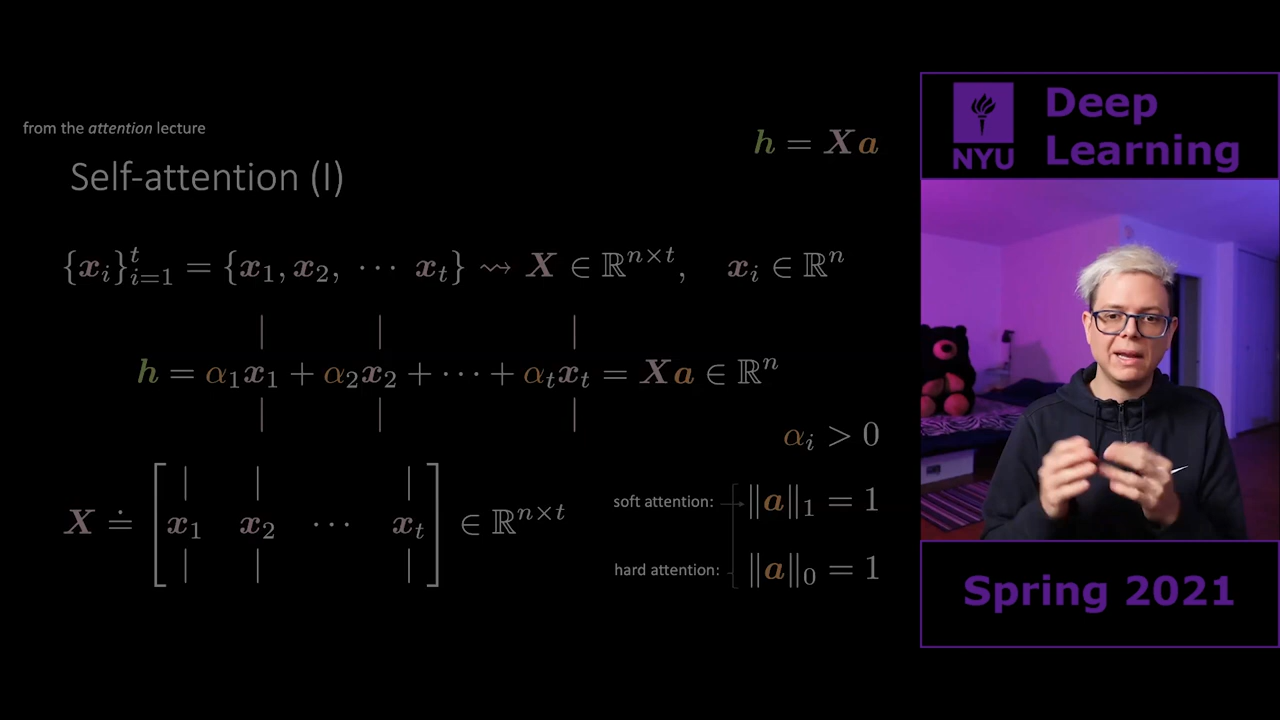 from the attention lecture
h = Xa
Self-attention (I)
{x_i}_{i=1}^t = {x_1, x_2, ⋯ x_t} ⇝ X ∈ ℝ^{n×t}, x_i ∈ ℝ^n
h = α_1x_1 + α_2x_2 + ⋯ + α_tx_t = Xa ∈ ℝ^n
α_i > 0
X ≐ [x_1 x_2 ⋯ x_t] ∈ ℝ^{n×t}
soft attention: ‖a‖_1 = 1
hard attention: ‖a‖_0 = 1
NYU
Deep
Learning
Spring 2021